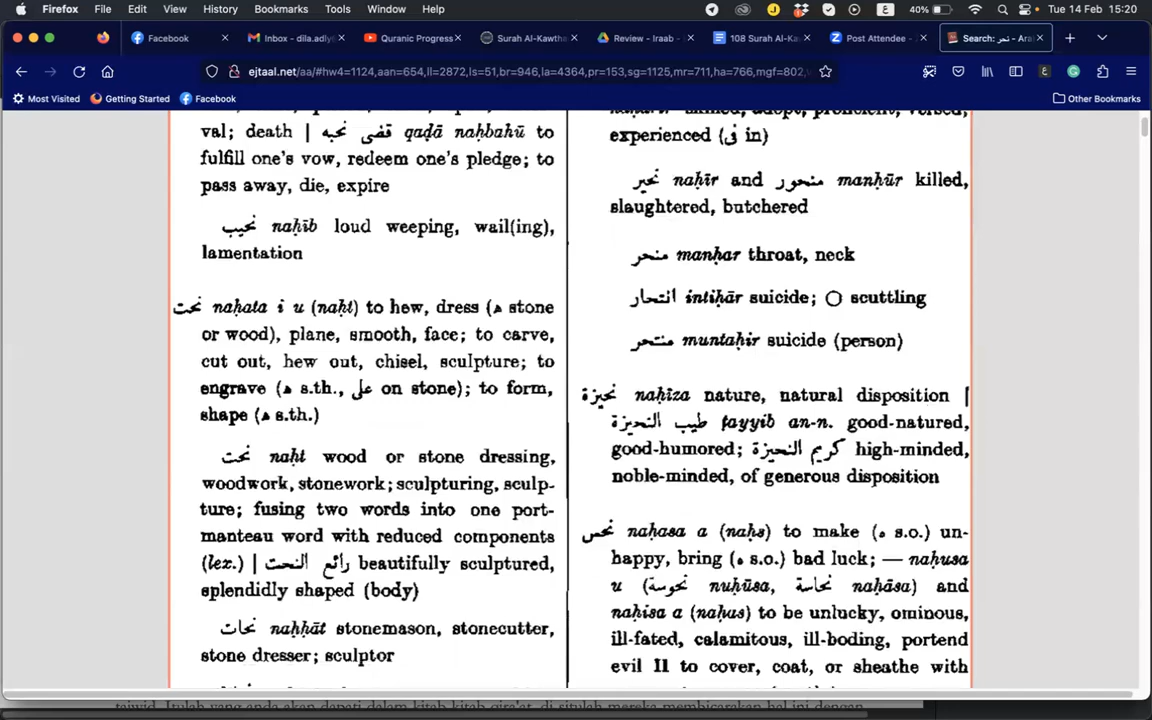 Firefox File Edit View History Bookmarks Tools Window Help 40% Tue 14 Feb 15:20
Facebook Inbox - dila.adly Quranic Progress Surah Al-Kawtha Review - Iraab - 108 Surah Al-Ka Post Attendee - Search: نحر - Ara
ejtaal.net/aa/#hw4=1124,aan=654,ll=2872,ls=51,br=946,la=4364,pr=153,sg=1125,mr=711,ha=766,mgf=802,
Most Visited Getting Started Facebook Other Bookmarks
val; death | قضى نحبه qaḍā naḥbahū to
fulfill one's vow, redeem one's pledge; to
pass away, die, expire
نحيب naḥīb loud weeping, wail(ing),
lamentation
نحت naḥata i u (naḥt) to hew, dress (ه stone
or wood), plane, smooth, face; to carve,
cut out, hew out, chisel, sculpture; to
engrave (ه s.th., على on stone); to form,
shape (ه s.th.)
نحت naḥt wood or stone dressing,
woodwork, stonework; sculpturing, sculp-
ture; fusing two words into one port-
manteau word with reduced components
(lex.) | رائع النحت beautifully sculptured,
splendidly shaped (body)
نحات naḥḥāt stonemason, stonecutter,
stone dresser; sculptor
experienced (فى in)
نحير naḥīr and منحور manḥūr killed,
slaughtered, butchered
منحر manḥar throat, neck
انتحار intiḥār suicide; ○ scuttling
منتحر muntaḥir suicide (person)
نحيزة naḥīza nature, natural disposition |
طيب النحيزة ṭayyib an-n. good-natured,
good-humored; كريم النحيزة high-minded,
noble-minded, of generous disposition
نحس naḥasa a (naḥs) to make (ه s.o.) un-
happy, bring (ه s.o.) bad luck; — naḥusa
u (نحوسة nuḥūsa, نحاسة naḥāsa) and
naḥisa a (naḥas) to be unlucky, ominous,
ill-fated, calamitous, ill-boding, portend
evil II to cover, coat, or sheathe with